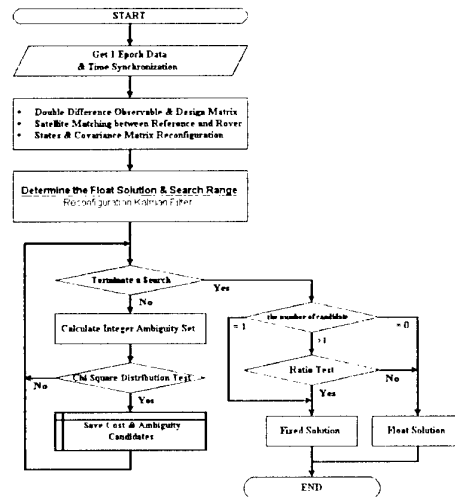 START
Get 1 Epoch Data
& Time Synchronization
• Double Difference Observable & Design Matrix
• Satellite Matching between Reference and Rover
• States & Covariance Matrix Reconfiguration
Determine the Float Solution & Search Range
Reconfiguration Kalman Filter
Terminate a Search
Yes
No
the number of candidate
= 1
= 0
>1
Calculate Integer Ambiguity Set
Ratio Test
No
Yes
Chi Square Distribution Test
No
Yes
Save Cost & Ambiguity
Candidates
Fixed Solution
Float Solution
END